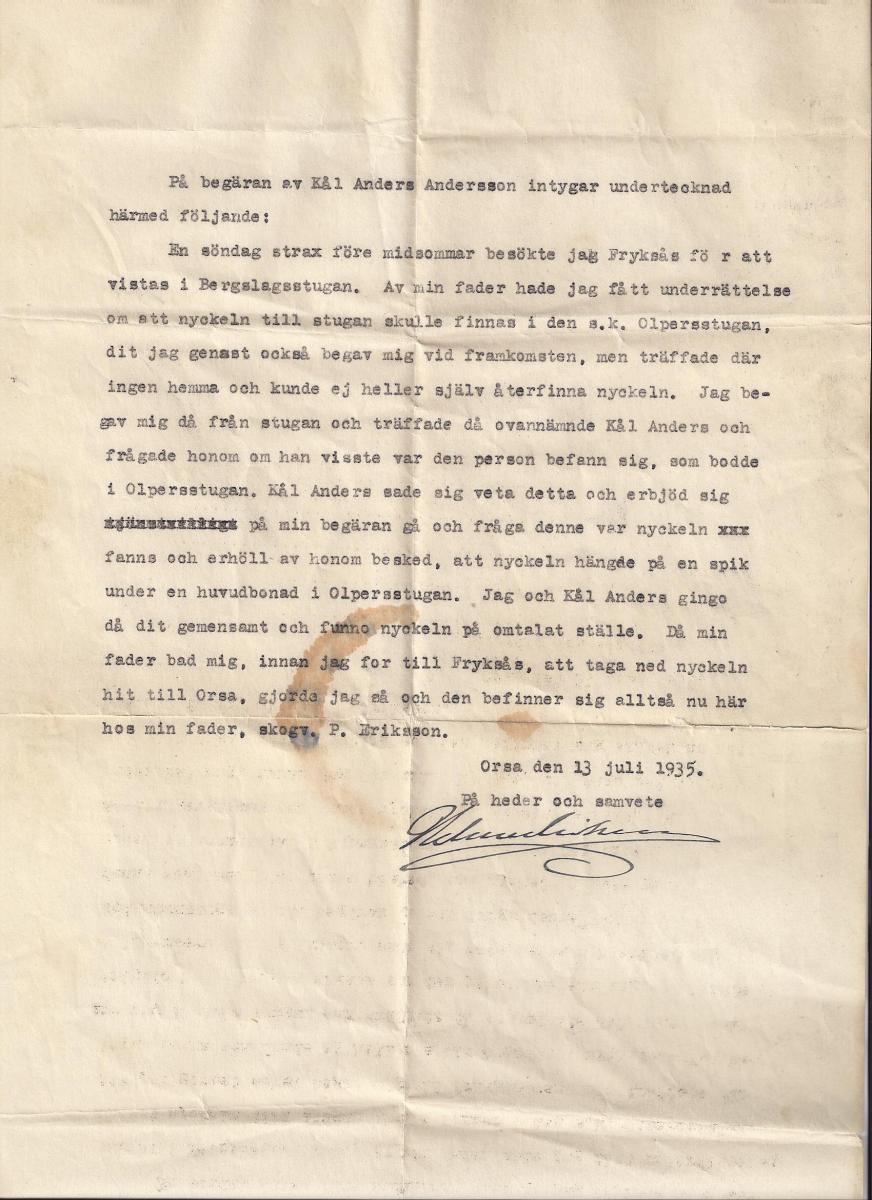 På begäran av Kål Anders Andersson intygar undertecknad
härmed följande:
En söndag strax före midsommar besökte jag Fryksås fö r att
vistas i Bergslagsstugan. Av min fader hade jag fått underrättelse
om att nyckeln till stugan skulle finnas i den s.k. Olpersstugan,
dit jag genast också begav mig vid framkomsten, men träffade där
ingen hemma och kunde ej heller själv återfinna nyckeln. Jag be-
gav mig då från stugan och träffade då ovannämnde Kål Anders och
frågade honom om han visste var den person befann sig, som bodde
i Olpersstugan. Kål Anders sade sig veta detta och erbjöd sig
på min begäran gå och fråga denne var nyckeln xxx
fanns och erhöll av honom besked, att nyckeln hängde på en spik
under en huvudbonad i Olpersstugan. Jag och Kål Anders gingo
då dit gemensamt och funno nyckeln på omtalat ställe. Då min
fader bad mig, innan jag for till Fryksås, att taga ned nyckeln
hit till Orsa, gjorde jag så och den befinner sig alltså nu här
hos min fader, skogv. P. Eriksson.
Orsa den 13 juli 1935.
På heder och samvete